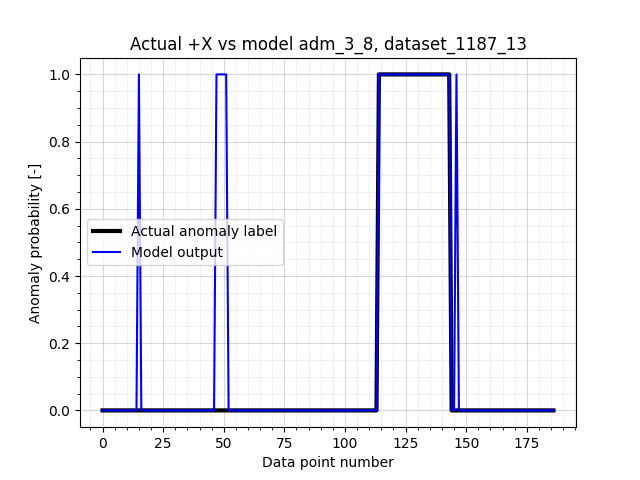 Actual +X vs model adm_3_8, dataset_1187_13
Anomaly probability [-]
1.0
0.8
0.6
0.4
0.2
0.0
Actual anomaly label
Model output
0 25 50 75 100 125 150 175
Data point number